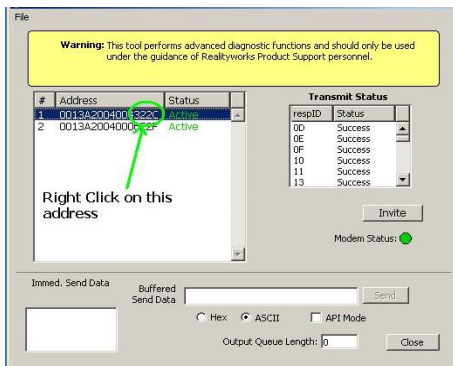 File
Warning: This tool performs advanced diagnostic functions and should only be used
under the guidance of Realityworks Product Support personnel.
# Address Status
1 0013A2004004322C Active
2
Active
Right Click on this
address
Transmit Status
respID Status
0D Success
0E Success
0F Success
10 Success
11 Success
13 Success
Invite
Modem Status:
Immed. Send Data
Buffered
Send Data
Send
Hex ASCII API Mode
Output Queue Length: 0
Close